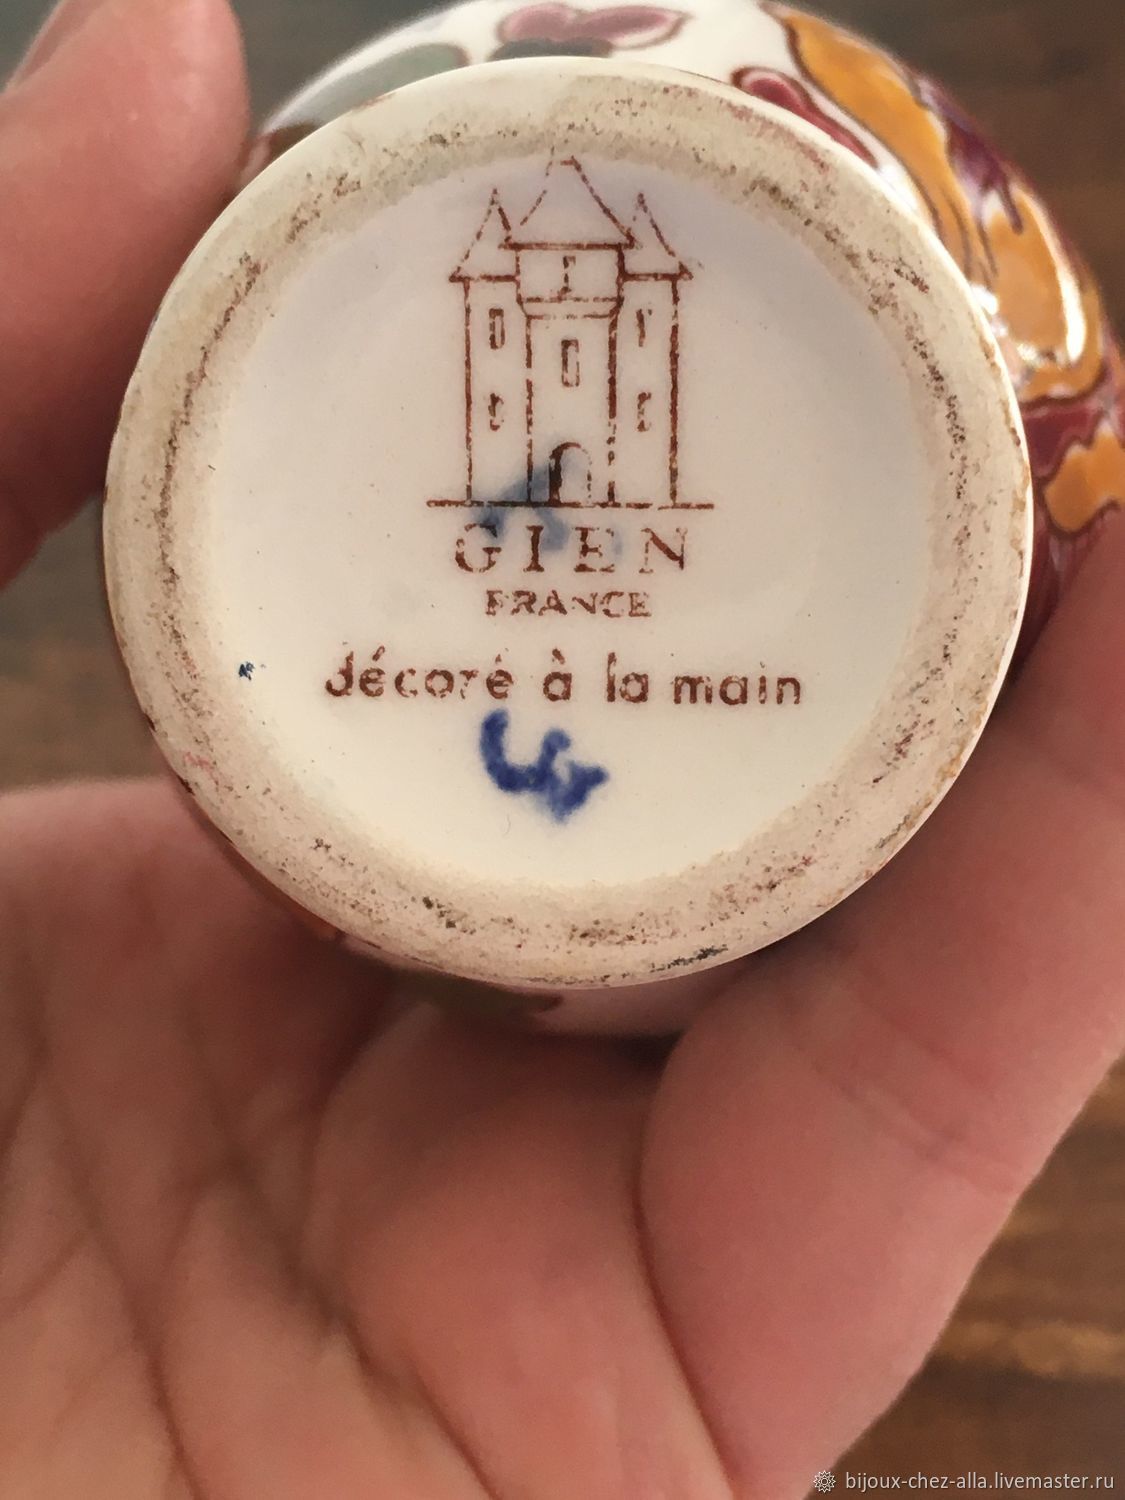 GIEN
FRANCE
décoré à la main
bijoux-chez-alla.livemaster.ru